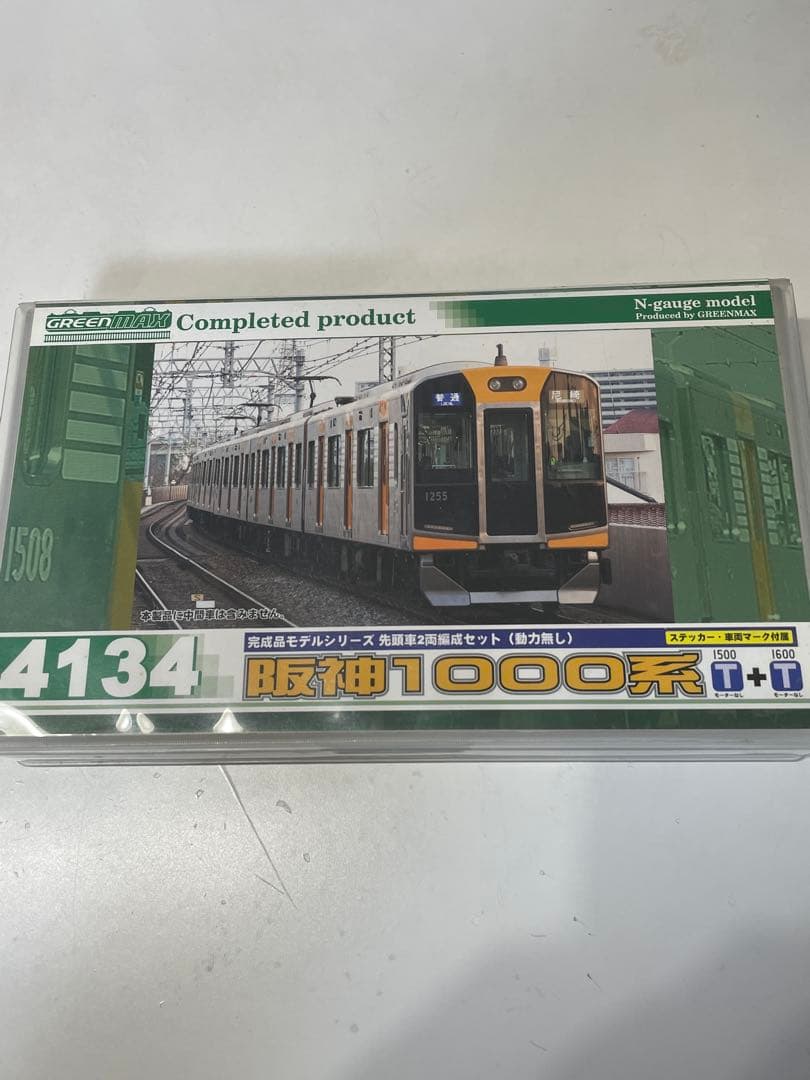 GREENMAX Completed product
N-gauge model
Produced by GREENMAX
普通
尼崎
1255
1508
本製品に中間車は含みません。
4134
完成品モデルシリーズ 先頭車2両編成セット（動力無し）
ステッカー・車両マーク付属
阪神1000系
1500 1600
T+T
モーターなし モーターなし